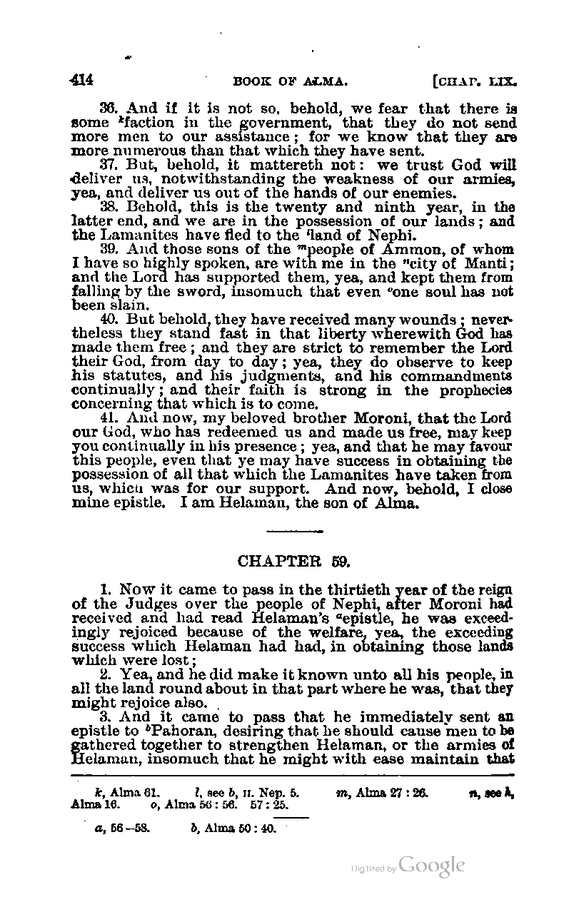 414 BOOK OF ALMA. [CHAP. LIX.
36. And if it is not so, behold, we fear that there is
some ᵏfaction in the government, that they do not send
more men to our assistance; for we know that they are
more numerous than that which they have sent.
37. But, behold, it mattereth not: we trust God will
deliver us, notwithstanding the weakness of our armies,
yea, and deliver us out of the hands of our enemies.
38. Behold, this is the twenty and ninth year, in the
latter end, and we are in the possession of our lands; and
the Lamanites have fled to the ˡland of Nephi.
39. And those sons of the ᵐpeople of Ammon, of whom
I have so highly spoken, are with me in the ⁿcity of Manti;
and the Lord has supported them, yea, and kept them from
falling by the sword, insomuch that even ᵒone soul has not
been slain.
40. But behold, they have received many wounds; never-
theless they stand fast in that liberty wherewith God has
made them free; and they are strict to remember the Lord
their God, from day to day; yea, they do observe to keep
his statutes, and his judgments, and his commandments
continually; and their faith is strong in the prophecies
concerning that which is to come.
41. And now, my beloved brother Moroni, that the Lord
our God, who has redeemed us and made us free, may keep
you continually in his presence; yea, and that he may favour
this people, even that ye may have success in obtaining the
possession of all that which the Lamanites have taken from
us, which was for our support. And now, behold, I close
mine epistle. I am Helaman, the son of Alma.
CHAPTER 59.
1. Now it came to pass in the thirtieth year of the reign
of the Judges over the people of Nephi, after Moroni had
received and had read Helaman's ᵃepistle, he was exceed-
ingly rejoiced because of the welfare, yea, the exceeding
success which Helaman had had, in obtaining those lands
which were lost;
2. Yea, and he did make it known unto all his people, in
all the land round about in that part where he was, that they
might rejoice also.
3. And it came to pass that he immediately sent an
epistle to ᵇPahoran, desiring that he should cause men to be
gathered together to strengthen Helaman, or the armies of
Helaman, insomuch that he might with ease maintain that
k, Alma 61. l, see b, II. Nep. 5. m, Alma 27:26. n, see h,
Alma 16. o, Alma 56:56. 57:25.
a, 56—58. b, Alma 50:40.
Digitized by Google